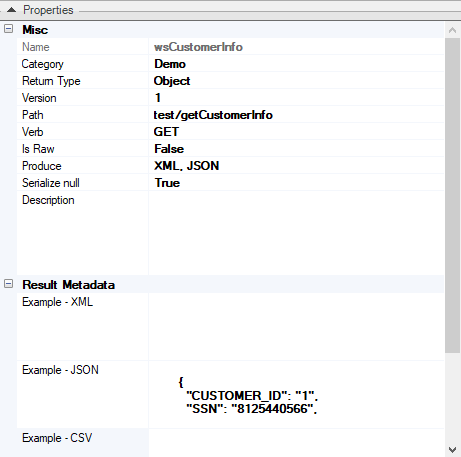 Properties
Misc
Name wsCustomerInfo
Category Demo
Return Type Object
Version 1
Path test/getCustomerInfo
Verb GET
Is Raw False
Produce XML, JSON
Serialize null True
Description
Result Metadata
Example - XML
Example - JSON
{
"CUSTOMER_ID": "1",
"SSN": "8125440566",
Example - CSV